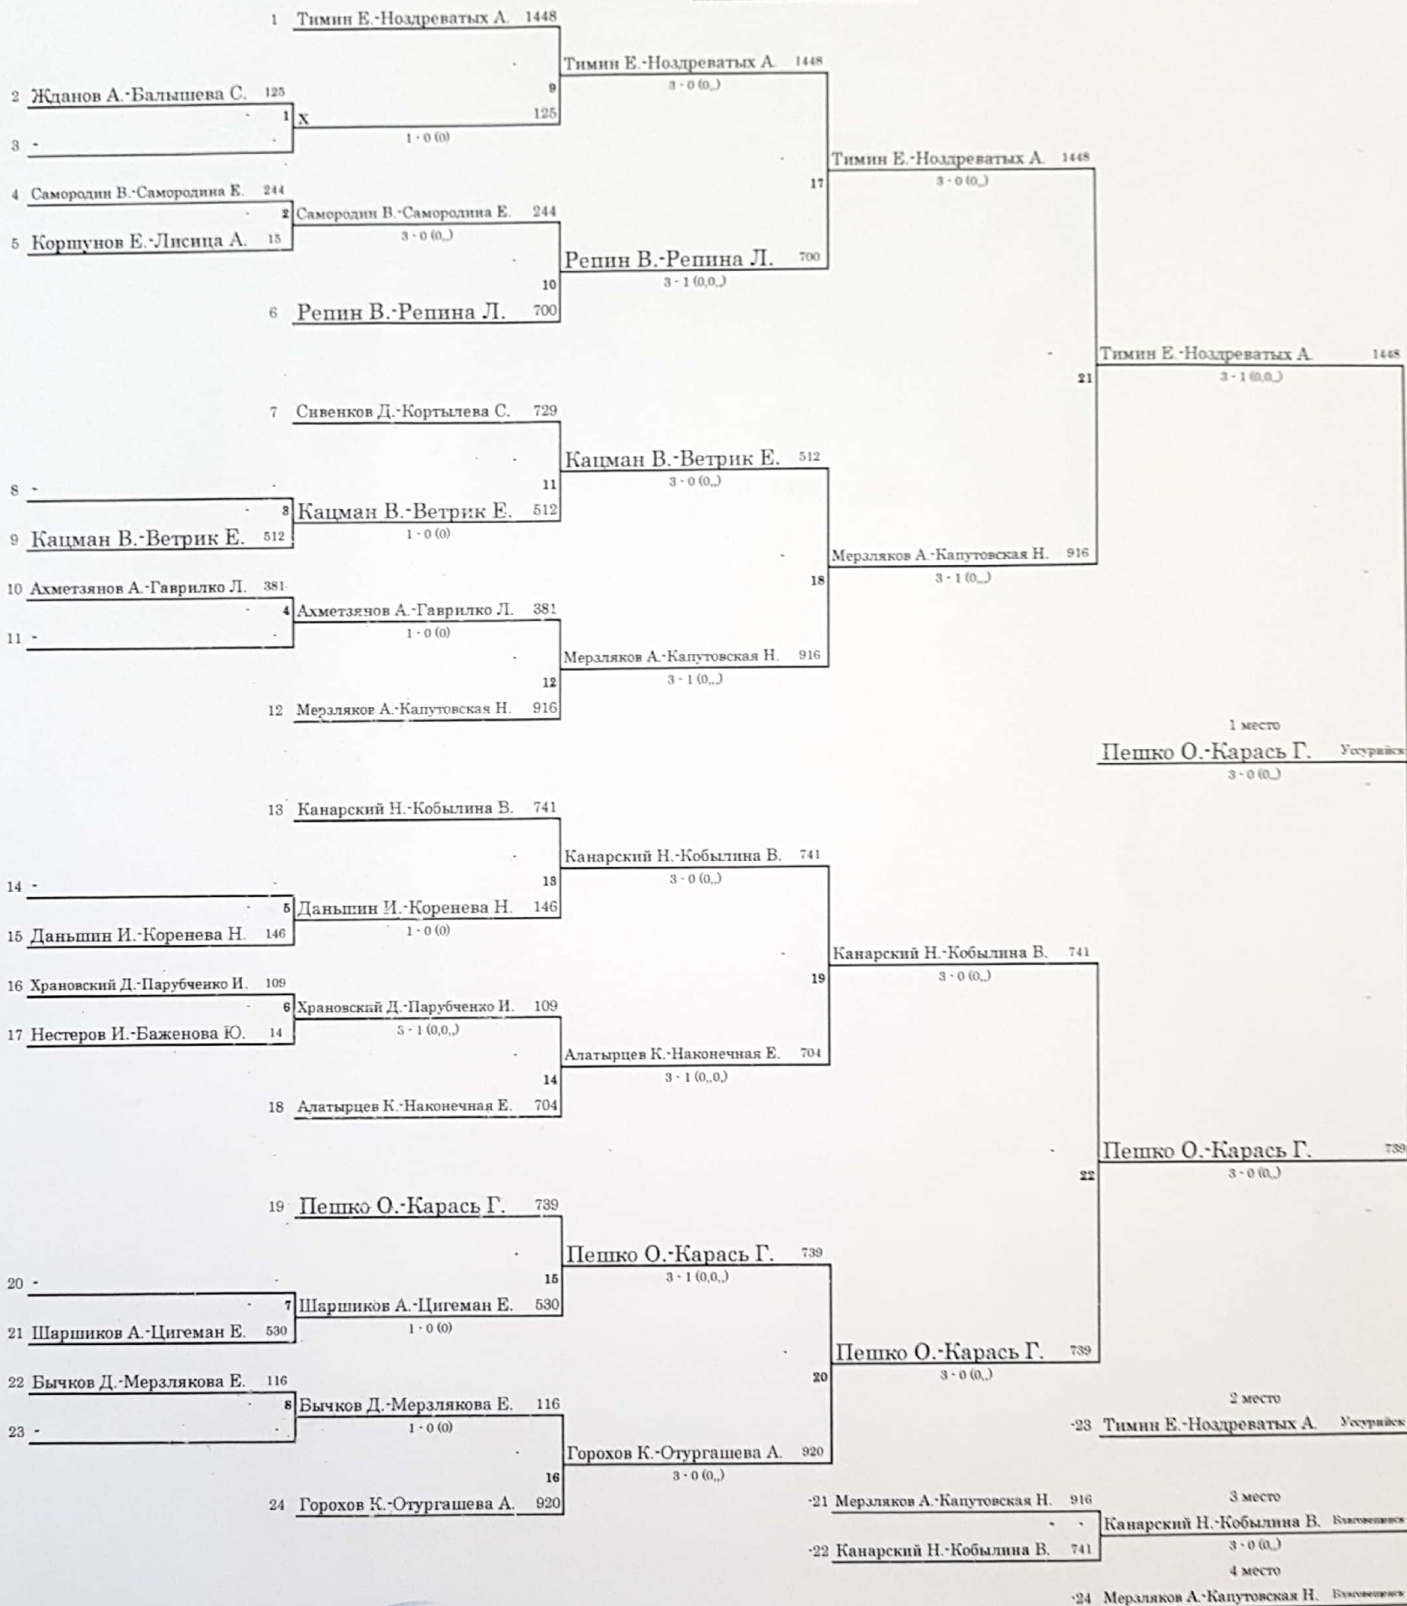 1 Тимин Е.-Ноздреватых А. 1448
Тимин Е.-Ноздреватых А. 1448
3 - 0 (0,,)
2 Жданов А.-Балышева С. 125
9
1 X 125
1 - 0 (0)
3 -
Тимин Е.-Ноздреватых А. 1448
3 - 0 (0,,)
17
4 Самородин В.-Самородина Е. 244
2 Самородин В.-Самородина Е. 244
3 - 0 (0,,)
5 Коршунов Е.-Лисица А. 15
Репин В.-Репина Л. 700
3 - 1 (0,0,,)
10
6 Репин В.-Репина Л. 700
Тимин Е.-Ноздреватых А. 1448
3 - 1 (0,0,,)
21
7 Сивенков Д.-Кортылева С. 729
Кацман В.-Ветрик Е. 512
3 - 0 (0,,)
8 -
11
3 Кацман В.-Ветрик Е. 512
1 - 0 (0)
9 Кацман В.-Ветрик Е. 512
Мерзляков А.-Капутовская Н. 916
3 - 1 (0,,,)
18
10 Ахметзянов А.-Гаврилко Л. 381
4 Ахметзянов А.-Гаврилко Л. 381
1 - 0 (0)
11 -
Мерзляков А.-Капутовская Н. 916
3 - 1 (0,,,)
12
12 Мерзляков А.-Капутовская Н. 916
1 место
Пешко О.-Карась Г. Уссурийск
3 - 0 (0,,)
13 Канарский Н.-Кобылина В. 741
Канарский Н.-Кобылина В. 741
3 - 0 (0,,)
14 -
13
5 Даньшин И.-Коренева Н. 146
1 - 0 (0)
15 Даньшин И.-Коренева Н. 146
Канарский Н.-Кобылина В. 741
3 - 0 (0,,)
19
16 Храновский Д.-Парубченко И. 109
6 Храновский Д.-Парубченко И. 109
3 - 1 (0,0,,)
17 Нестеров И.-Баженова Ю. 14
Алатырцев К.-Наконечная Е. 704
3 - 1 (0,,0,)
14
18 Алатырцев К.-Наконечная Е. 704
Пешко О.-Карась Г. 739
3 - 0 (0,,)
22
19 Пешко О.-Карась Г. 739
Пешко О.-Карась Г. 739
3 - 1 (0,0,,)
20 -
15
7 Шаршиков А.-Цигеман Е. 530
1 - 0 (0)
21 Шаршиков А.-Цигеман Е. 530
Пешко О.-Карась Г. 739
3 - 0 (0,,)
20
22 Бычков Д.-Мерзлякова Е. 116
8 Бычков Д.-Мерзлякова Е. 116
1 - 0 (0)
23 -
2 место
-23 Тимин Е.-Ноздреватых А. Уссурийск
Горохов К.-Отургашева А. 920
3 - 0 (0,,)
16
24 Горохов К.-Отургашева А. 920
-21 Мерзляков А.-Капутовская Н. 916
3 место
Канарский Н.-Кобылина В. Благовещенск
3 - 0 (0,,)
-22 Канарский Н.-Кобылина В. 741
4 место
-24 Мерзляков А.-Капутовская Н. Благовещенск